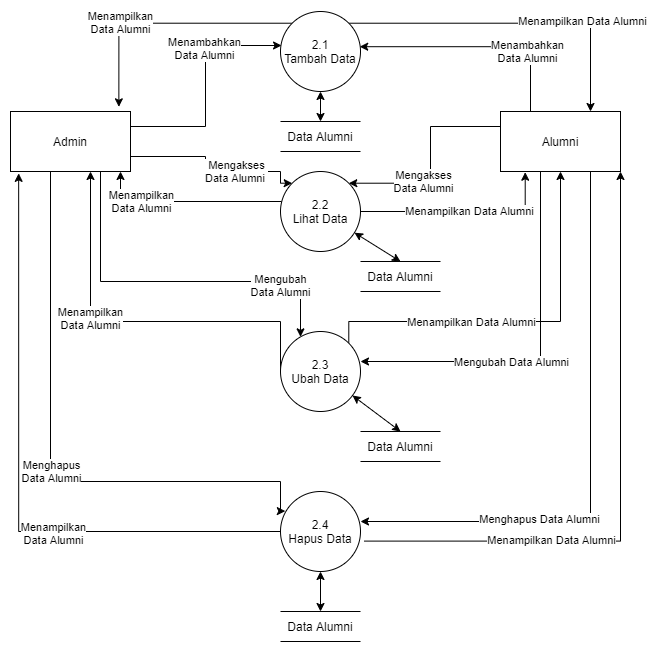 Menampilkan
Data Alumni
Menambahkan
Data Alumni
2.1
Tambah Data
Menampilkan Data Alumni
Menambahkan
Data Alumni
Data Alumni
Admin
Alumni
Mengakses
Data Alumni
Mengakses
Data Alumni
Menampilkan
Data Alumni
2.2
Lihat Data
Menampilkan Data Alumni
Data Alumni
Mengubah
Data Alumni
Menampilkan
Data Alumni
Menampilkan Data Alumni
2.3
Ubah Data
Mengubah Data Alumni
Data Alumni
Menghapus
Data Alumni
Menampilkan
Data Alumni
2.4
Hapus Data
Menghapus Data Alumni
Menampilkan Data Alumni
Data Alumni